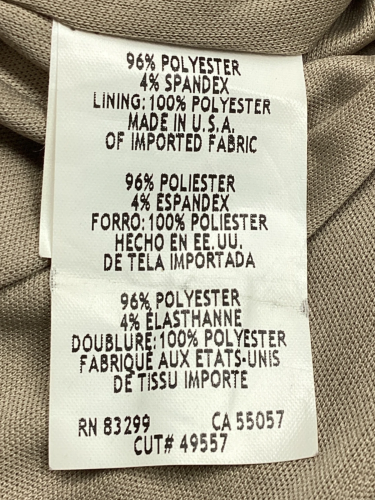 96% POLYESTER
4% SPANDEX
LINING: 100% POLYESTER
MADE IN U.S.A.
OF IMPORTED FABRIC
96% POLIESTER
4% ESPANDEX
FORRO: 100% POLIESTER
HECHO EN EE.UU.
DE TELA IMPORTADA
96% POLYESTER
4% ÉLASTHANNE
DOUBLURE: 100% POLYESTER
FABRIQUÉ AUX ETATS-UNIS
DE TISSU IMPORTE
RN 83299 CA 55057
CUT# 49557